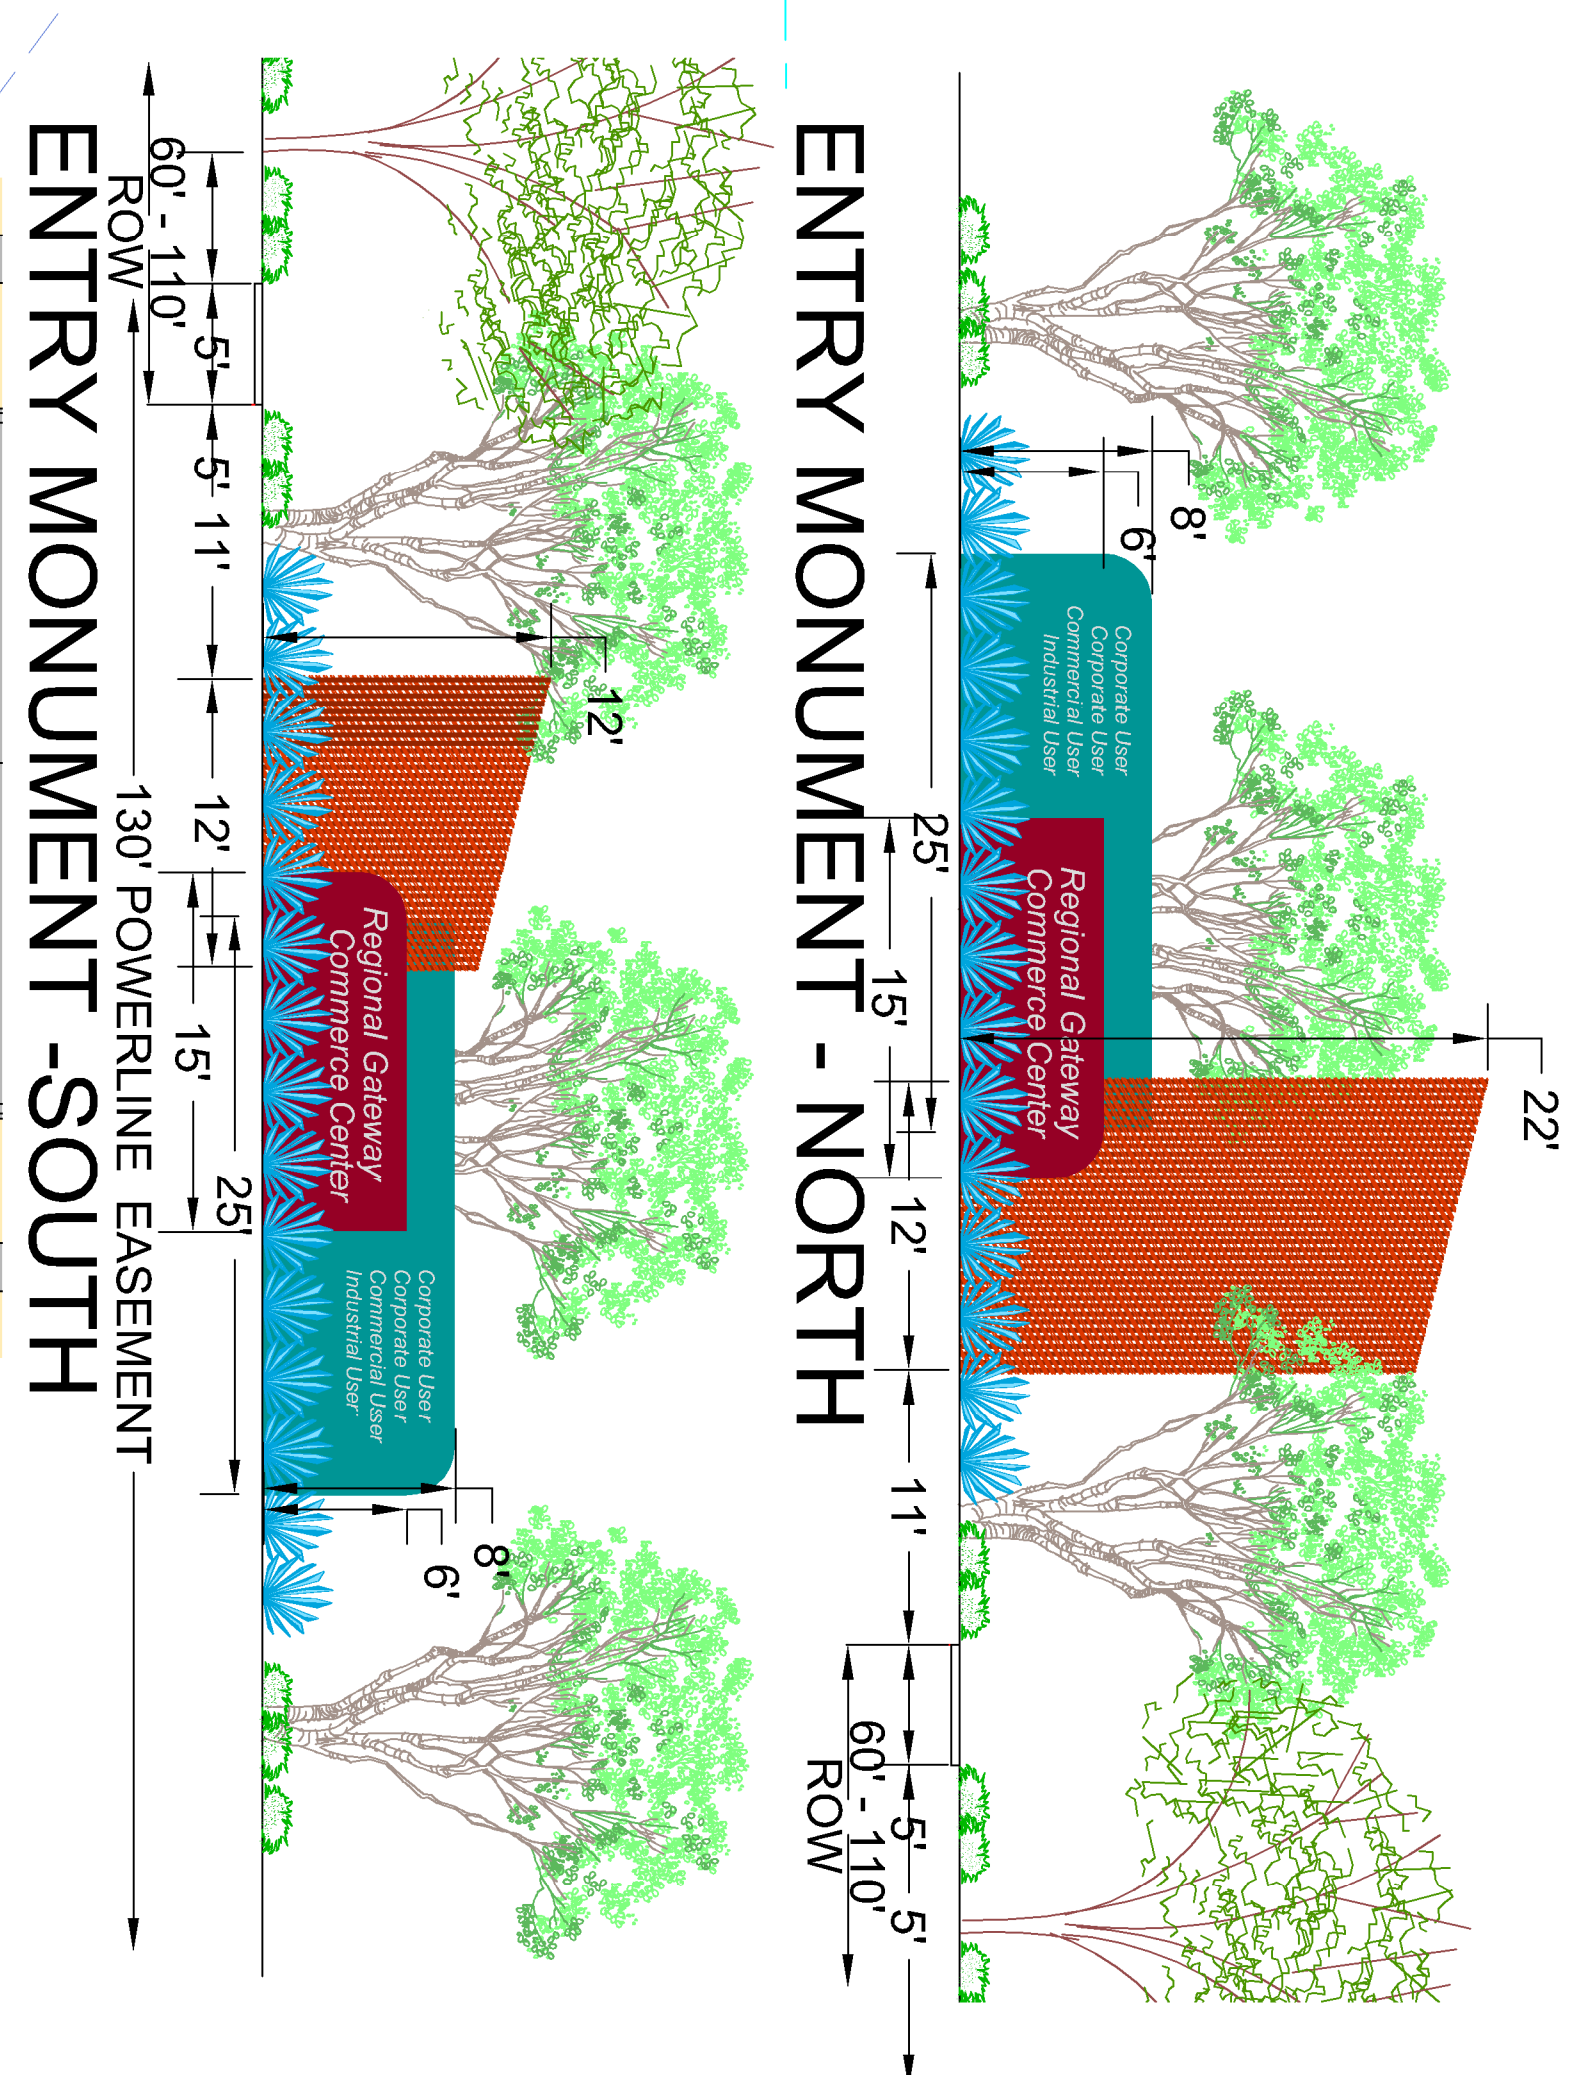 22'
8'
6'
Corporate User
Corporate User
Commercial User
Industrial User
Regional Gateway
Commerce Center
25'
15'
12'
11'
5'
5'
60' - 110'
ROW
ENTRY MONUMENT - NORTH
12'
8'
6'
Regional Gateway
Commerce Center
Corporate User
Corporate User
Commercial User
Industrial User
5'
5'
11'
12'
25'
15'
60' - 110'
ROW
130' POWERLINE EASEMENT
ENTRY MONUMENT -SOUTH